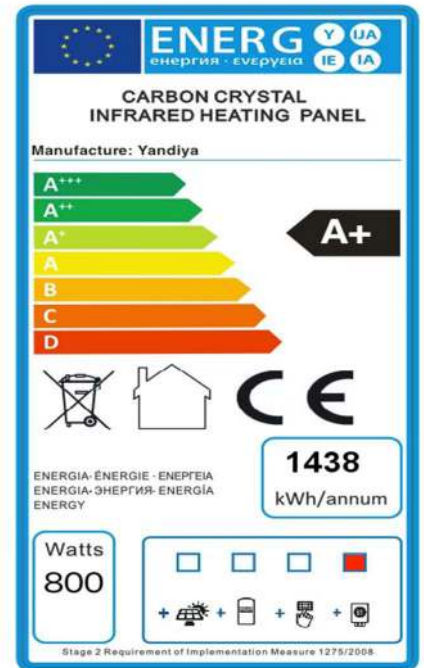 ENERG
Y IJA
енергия · ενεργεια
IE IA
CARBON CRYSTAL
INFRARED HEATING PANEL
Manufacture: Yandiya
A+++
A++
A+
A
B
C
D
A+
CE
1438
kWh/annum
ENERGIA· ÉNERGIE · ΕΝΕΡΓΕΙΑ
ENERGIA· ЭНЕРГИЯ· ENERGÍA
ENERGY
Watts
800
+ + + +
Stage 2 Requirement of Implementation Measure 1275/2008